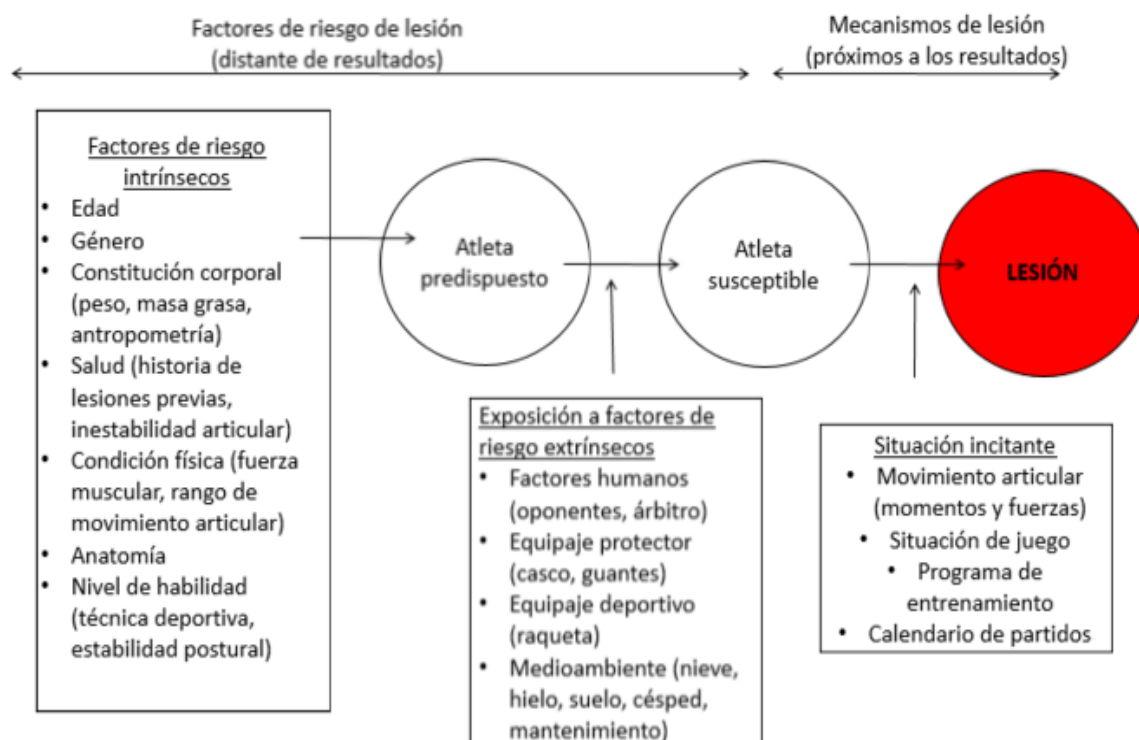 Factores de riesgo de lesión
(distante de resultados)
Mecanismos de lesión
(próximos a los resultados)
Factores de riesgo
intrínsecos
• Edad
• Género
• Constitución corporal
(peso, masa grasa,
antropometría)
• Salud (historia de
lesiones previas,
inestabilidad articular)
• Condición física (fuerza
muscular, rango de
movimiento articular)
• Anatomía
• Nivel de habilidad
(técnica deportiva,
estabilidad postural)
Atleta
predispuesto
Atleta
susceptible
LESIÓN
Exposición a factores de
riesgo extrínsecos
• Factores humanos
(oponentes, árbitro)
• Equipaje protector
(casco, guantes)
• Equipaje deportivo
(raqueta)
• Medioambiente (nieve,
hielo, suelo, césped,
mantenimiento)
Situación incitante
• Movimiento articular
(momentos y fuerzas)
• Situación de juego
• Programa de
entrenamiento
• Calendario de partidos